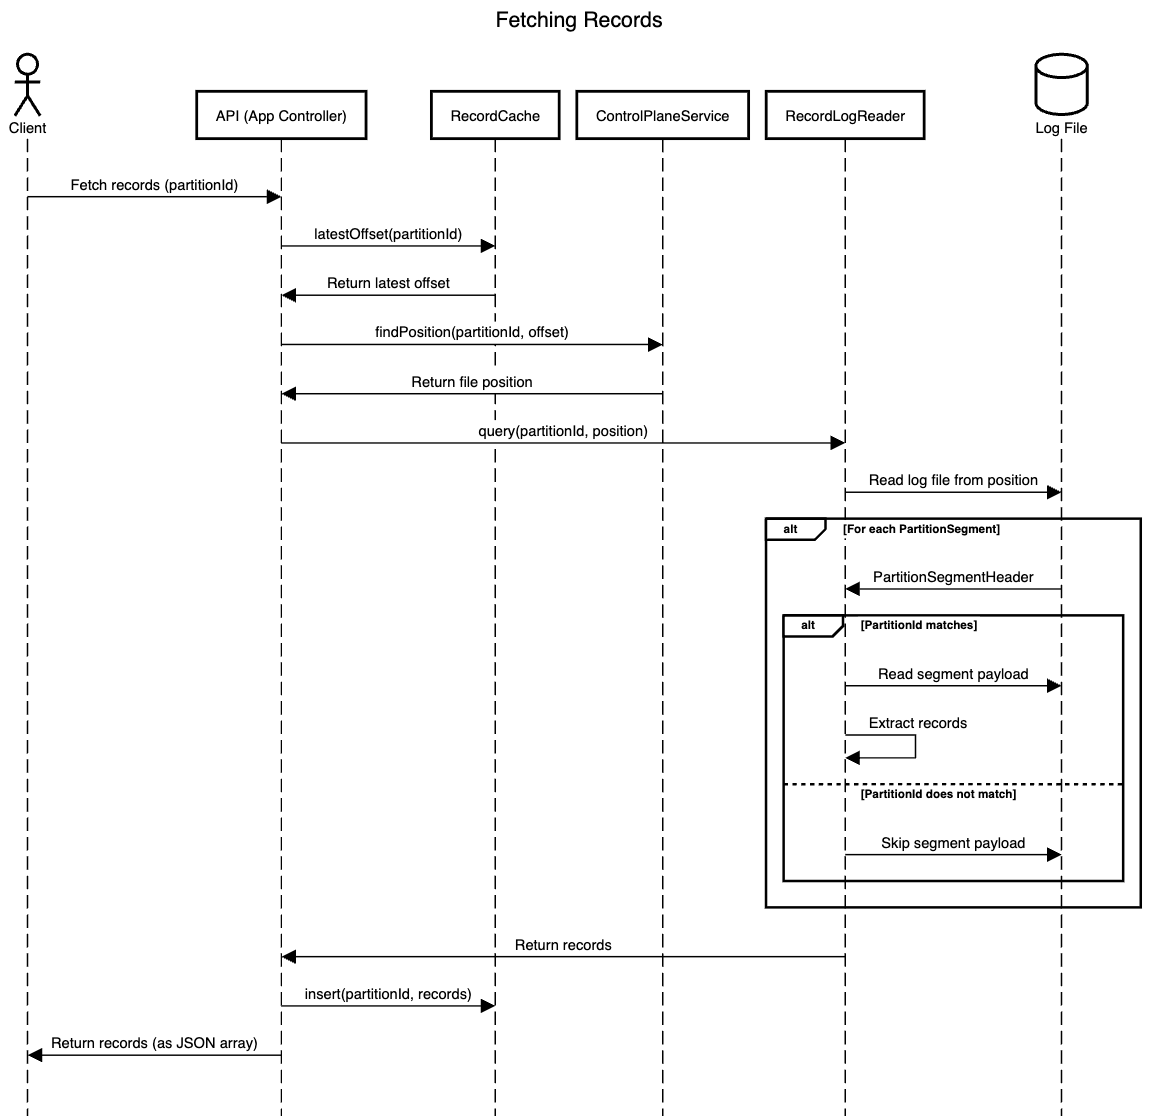 Fetching Records
Client
API (App Controller)
RecordCache
ControlPlaneService
RecordLogReader
Log File
Fetch records (partitionId)
latestOffset(partitionId)
Return latest offset
findPosition(partitionId, offset)
Return file position
query(partitionId, position)
Read log file from position
alt
[For each PartitionSegment]
PartitionSegmentHeader
alt
[PartitionId matches]
Read segment payload
Extract records
[PartitionId does not match]
Skip segment payload
Return records
insert(partitionId, records)
Return records (as JSON array)